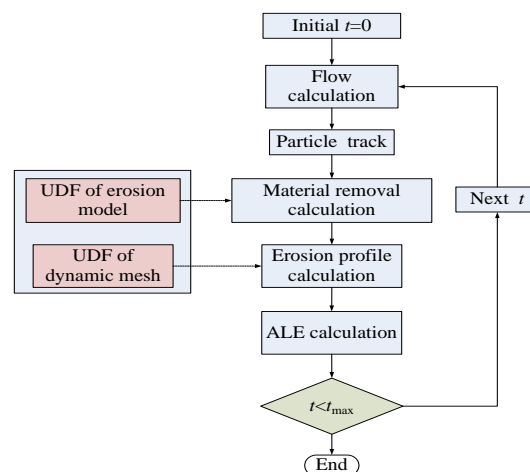 Initial t=0
Flow
calculation
Particle track
UDF of erosion
model
Material removal
calculation
Next t
UDF of
dynamic mesh
Erosion profile
calculation
ALE calculation
t<tmax
End